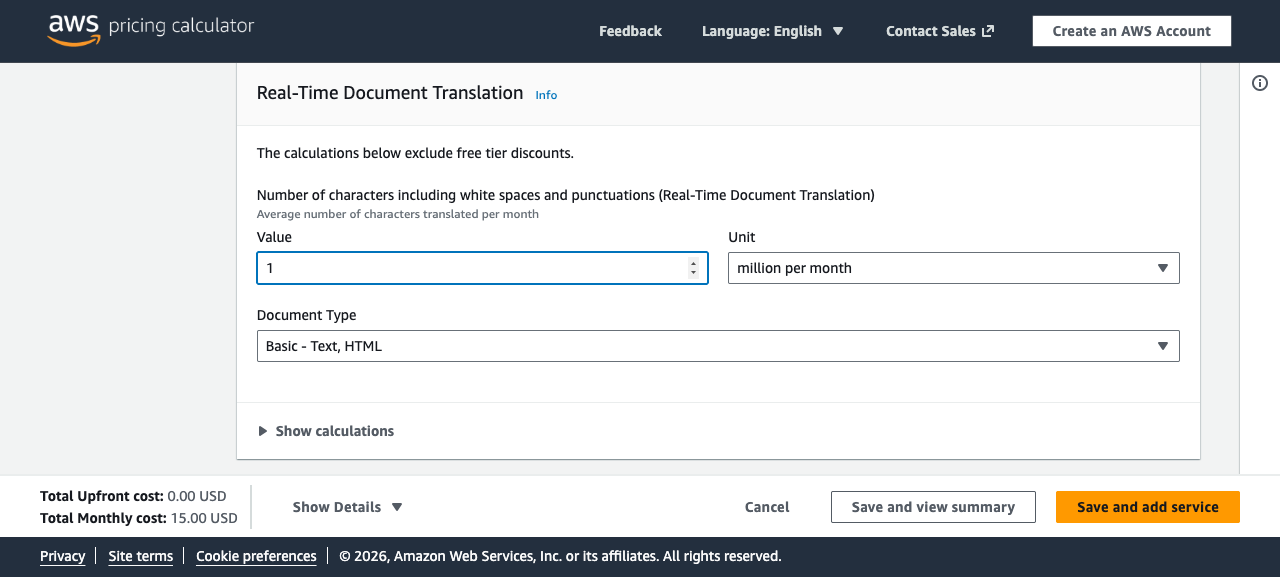 aws pricing calculator
Feedback
Language: English
Contact Sales
Create an AWS Account
Real-Time Document Translation Info
The calculations below exclude free tier discounts.
Number of characters including white spaces and punctuations (Real-Time Document Translation)
Average number of characters translated per month
Value
Unit
1
million per month
Document Type
Basic - Text, HTML
Show calculations
Total Upfront cost: 0.00 USD
Total Monthly cost: 15.00 USD
Show Details
Cancel
Save and view summary
Save and add service
Privacy
Site terms
Cookie preferences
© 2026, Amazon Web Services, Inc. or its affiliates. All rights reserved.